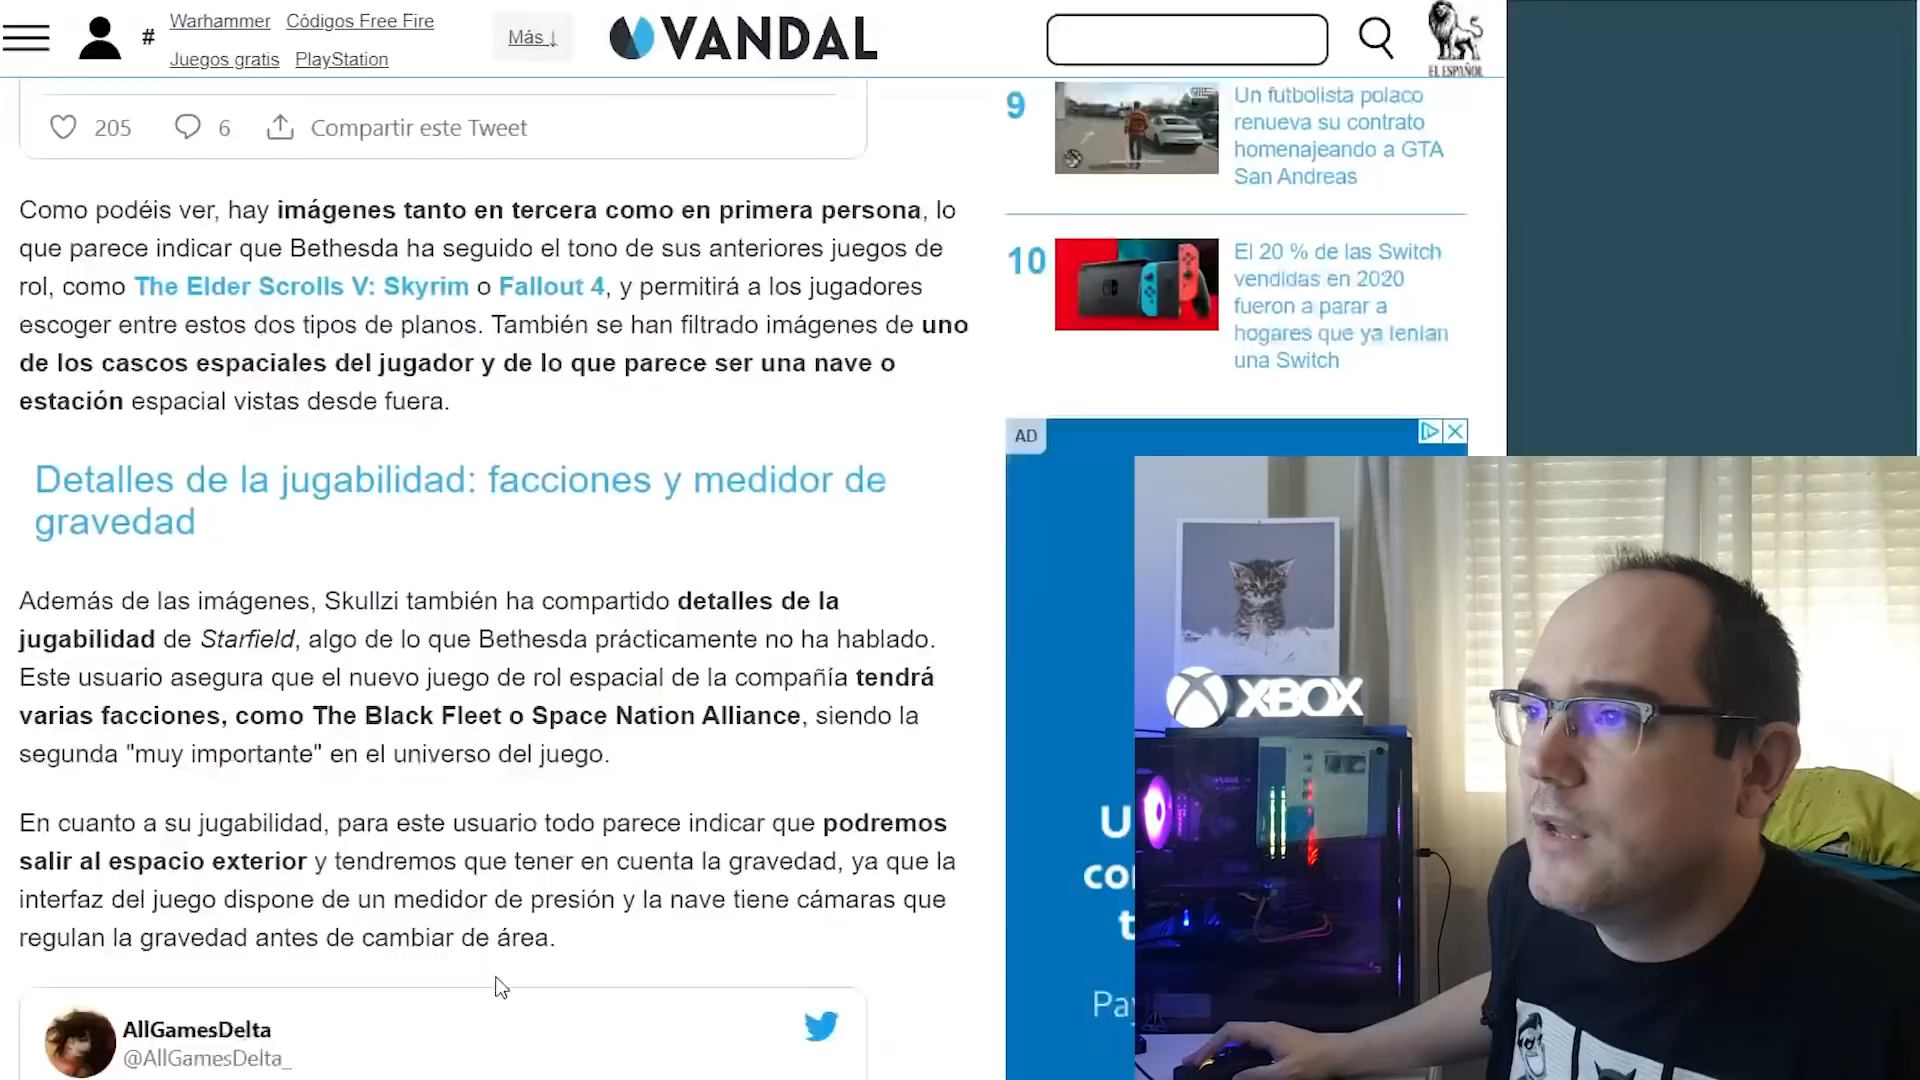 # Warhammer Códigos Free Fire
Juegos gratis PlayStation
Más ↓
VANDAL
EL ESPAÑOL
205 6 Compartir este Tweet
Como podéis ver, hay imágenes tanto en tercera como en primera persona, lo
que parece indicar que Bethesda ha seguido el tono de sus anteriores juegos de
rol, como The Elder Scrolls V: Skyrim o Fallout 4, y permitirá a los jugadores
escoger entre estos dos tipos de planos. También se han filtrado imágenes de uno
de los cascos espaciales del jugador y de lo que parece ser una nave o
estación espacial vistas desde fuera.
Detalles de la jugabilidad: facciones y medidor de
gravedad
Además de las imágenes, Skullzi también ha compartido detalles de la
jugabilidad de Starfield, algo de lo que Bethesda prácticamente no ha hablado.
Este usuario asegura que el nuevo juego de rol espacial de la compañía tendrá
varias facciones, como The Black Fleet o Space Nation Alliance, siendo la
segunda "muy importante" en el universo del juego.
En cuanto a su jugabilidad, para este usuario todo parece indicar que podremos
salir al espacio exterior y tendremos que tener en cuenta la gravedad, ya que la
interfaz del juego dispone de un medidor de presión y la nave tiene cámaras que
regulan la gravedad antes de cambiar de área.
AllGamesDelta
@AllGamesDelta_
9
Un futbolista polaco
renueva su contrato
homenajeando a GTA
San Andreas
10
El 20 % de las Switch
vendidas en 2020
fueron a parar a
hogares que ya tenían
una Switch
AD
XBOX